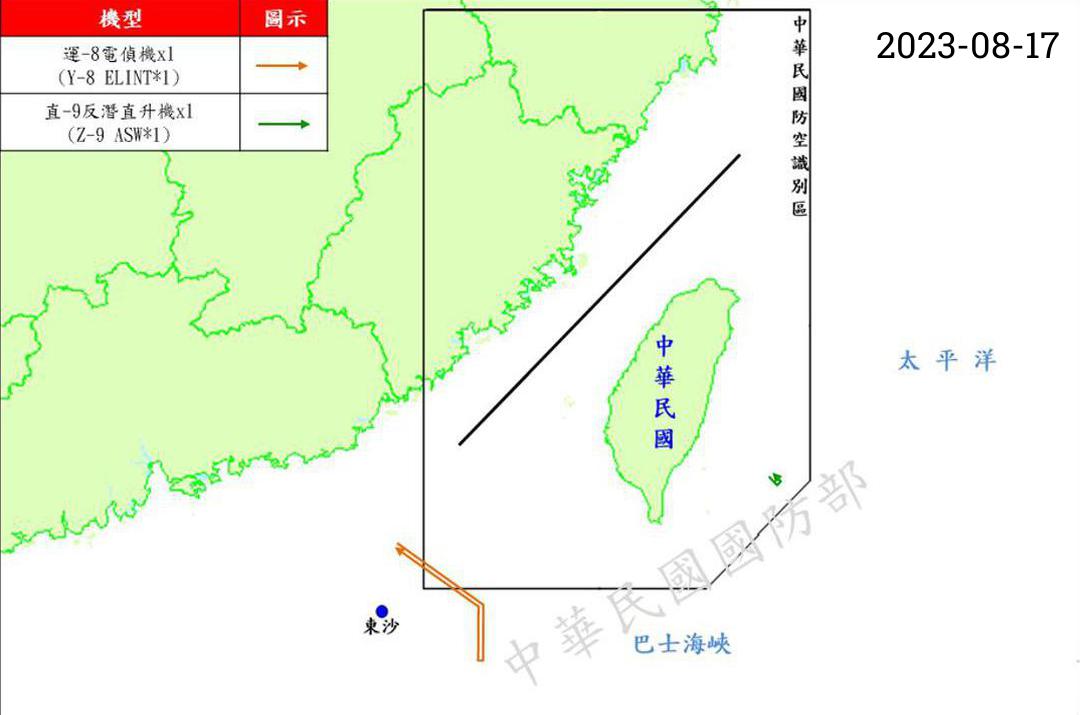 機型
圖示
運-8電偵機x1
(Y-8 ELINT*1)
直-9反潛直升機x1
(Z-9 ASW*1)
2023-08-17
中華民國防空識別區
中華民國
太平洋
東沙
巴士海峽
中華民國國防部